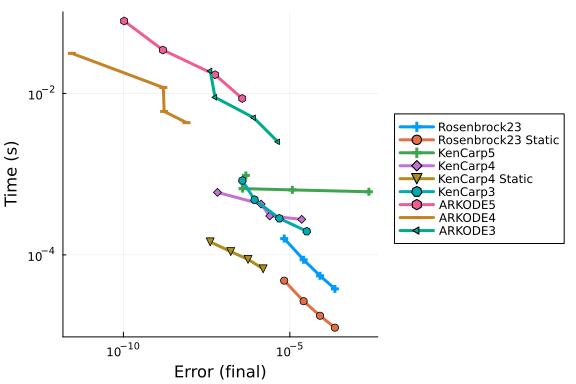 Time (s)
10⁻²
10⁻⁴
10⁻¹⁰
10⁻⁵
Error (final)
Rosenbrock23
Rosenbrock23 Static
KenCarp5
KenCarp4
KenCarp4 Static
KenCarp3
ARKODE5
ARKODE4
ARKODE3